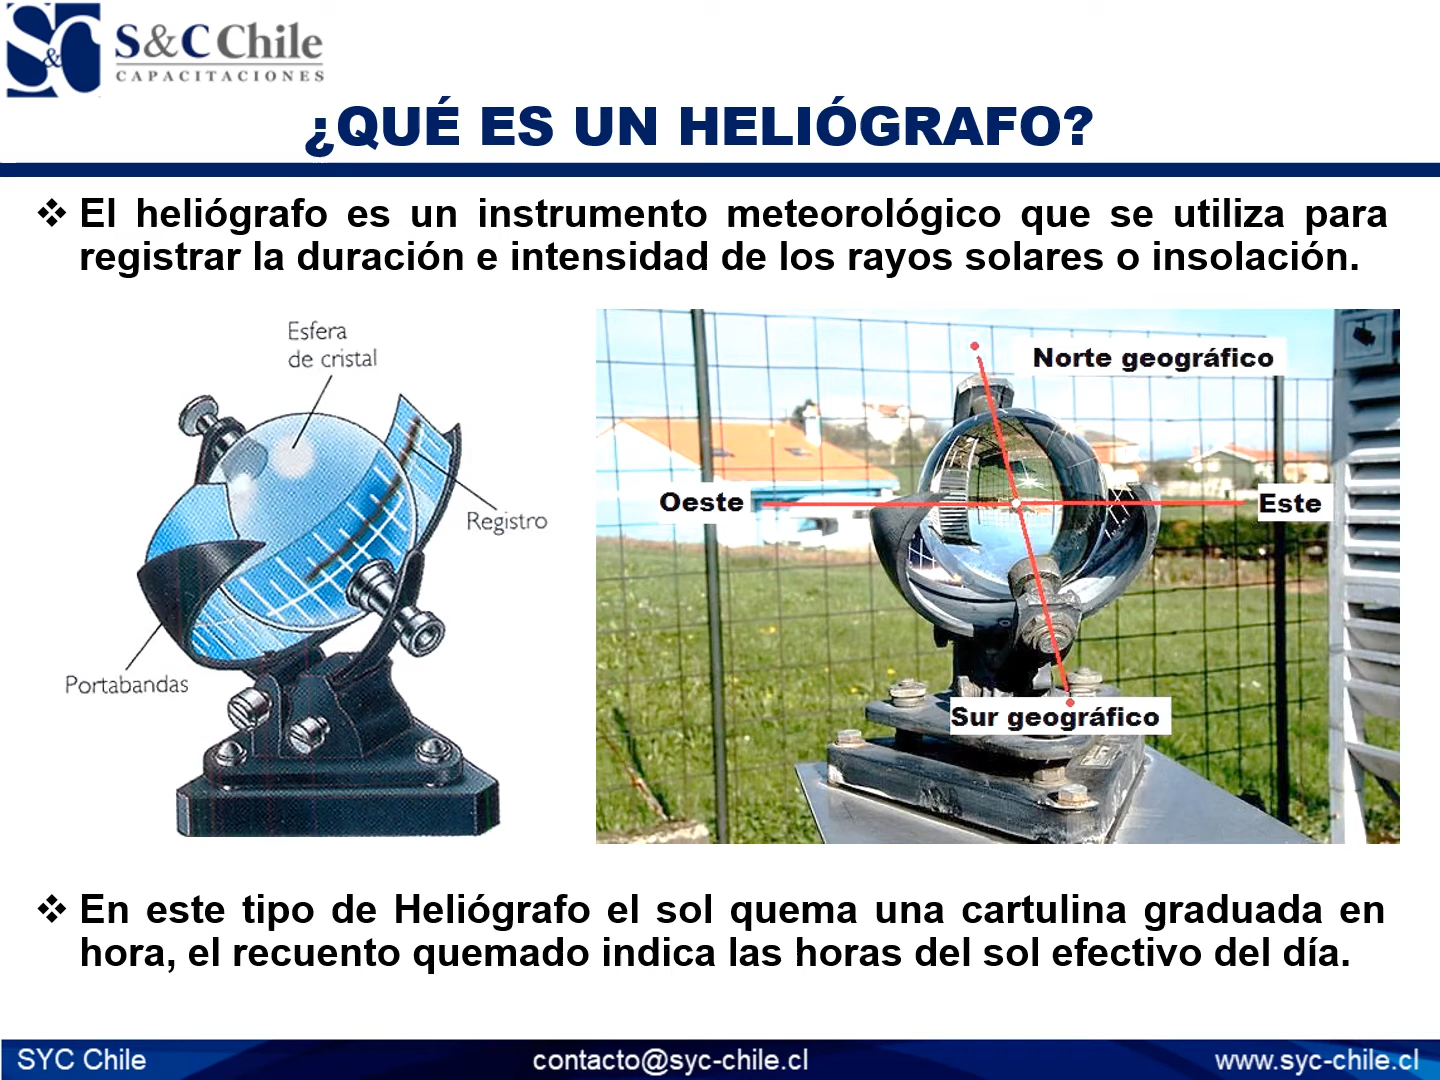 S&C Chile
CAPACITACIONES
¿QUÉ ES UN HELIÓGRAFO?
❖ El heliógrafo es un instrumento meteorológico que se utiliza para
registrar la duración e intensidad de los rayos solares o insolación.
Esfera
de cristal
Registro
Portabandas
Norte geográfico
Oeste
Este
Sur geográfico
❖ En este tipo de Heliógrafo el sol quema una cartulina graduada en
hora, el recuento quemado indica las horas del sol efectivo del día.
SYC Chile
contacto@syc-chile.cl
www.syc-chile.cl